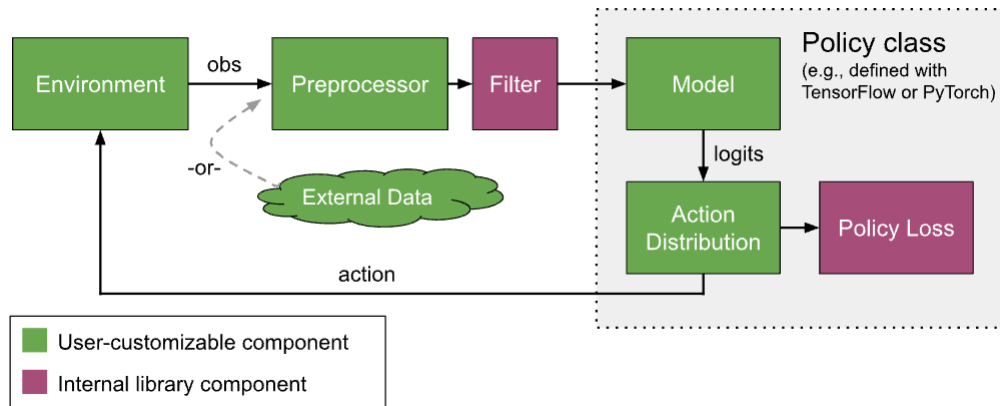 Environment
obs
Preprocessor
Filter
Model
Policy class
(e.g., defined with
TensorFlow or PyTorch)
-or-
External Data
logits
Action
Distribution
Policy Loss
action
User-customizable component
Internal library component